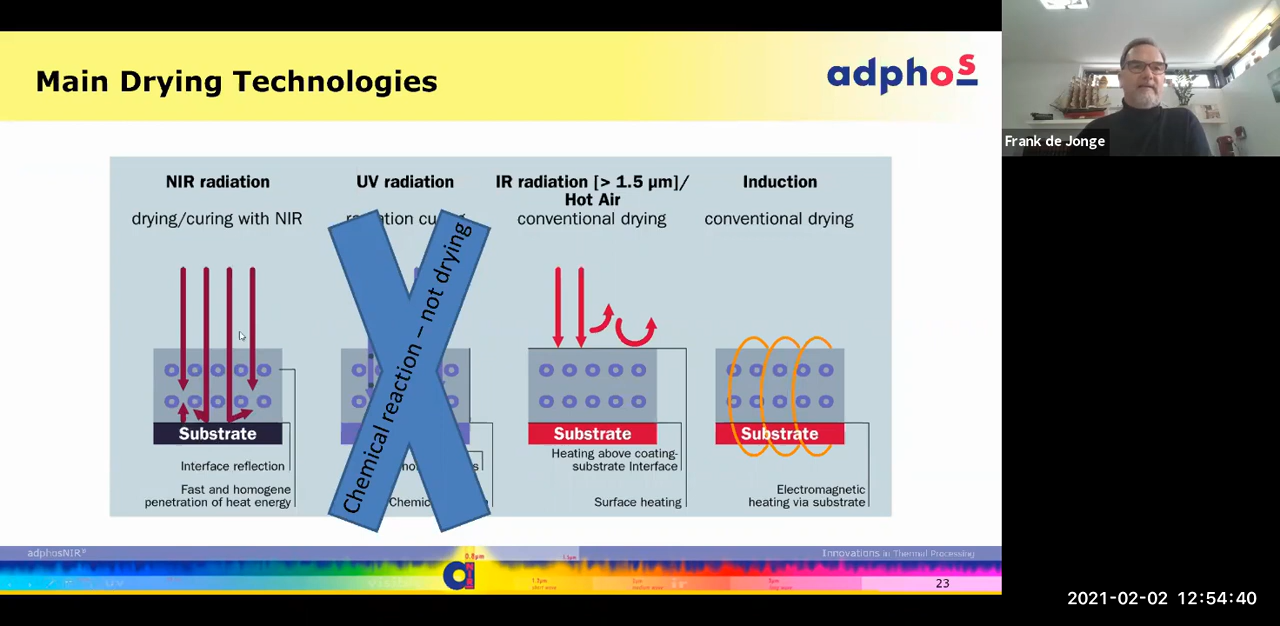 Main Drying Technologies
adphos
Frank de Jonge
NIR radiation
drying/curing with NIR
Substrate
Interface reflection
Fast and homogene
penetration of heat energy
UV radiation
Chemical reaction – not drying
IR radiation [> 1.5 µm]/
Hot Air
conventional drying
Substrate
Heating above coating-
substrate Interface
Surface heating
Induction
conventional drying
Substrate
Electromagnetic
heating via substrate
adphosNIR®
Innovations in Thermal Processing
0.8µm
NIR
23
2021-02-02 12:54:40